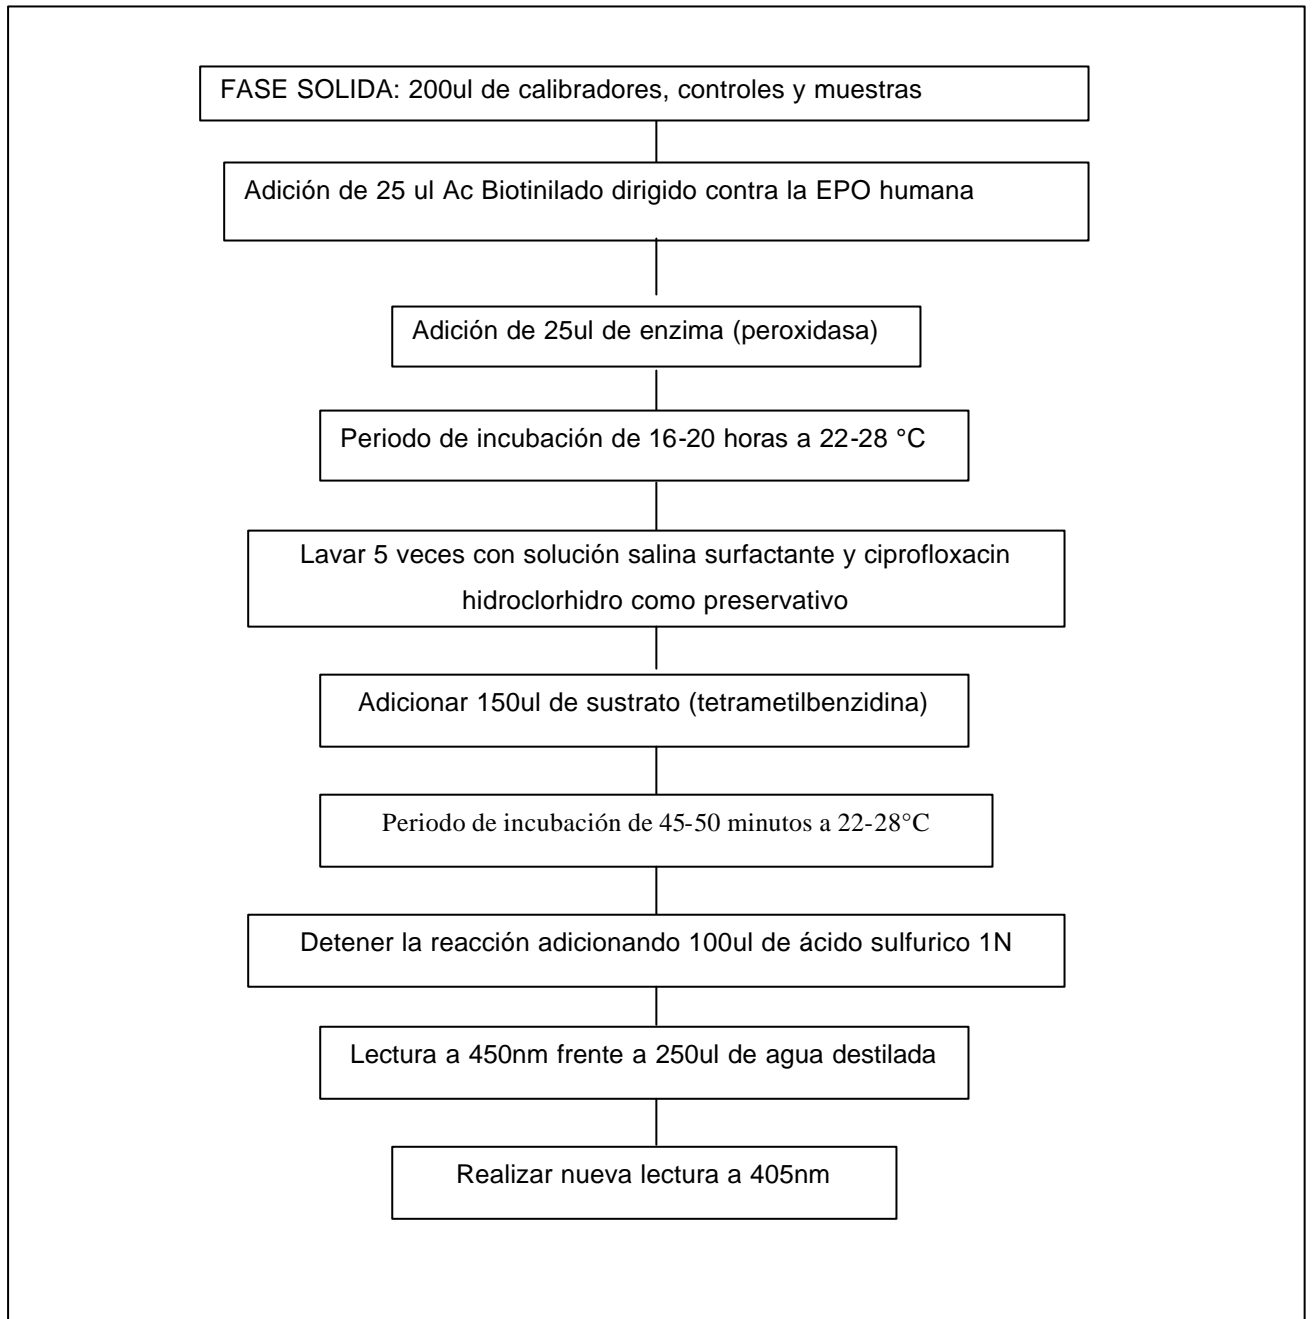 FASE SOLIDA: 200ul de calibradores, controles y muestras
Adición de 25 ul Ac Biotinilado dirigido contra la EPO humana
Adición de 25ul de enzima (peroxidasa)
Periodo de incubación de 16-20 horas a 22-28 °C
Lavar 5 veces con solución salina surfactante y ciprofloxacin
hidroclorhidro como preservativo
Adicionar 150ul de sustrato (tetrametilbenzidina)
Periodo de incubación de 45-50 minutos a 22-28°C
Detener la reacción adicionando 100ul de ácido sulfurico 1N
Lectura a 450nm frente a 250ul de agua destilada
Realizar nueva lectura a 405nm